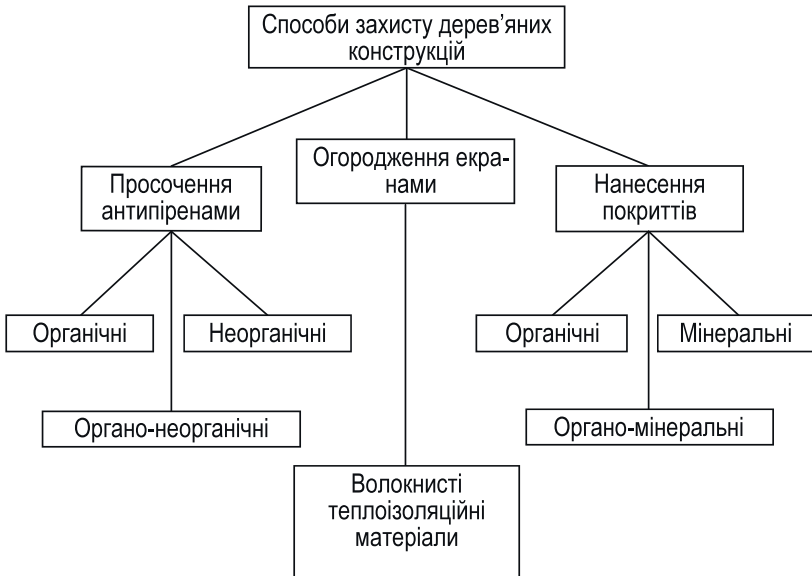 Способи захисту дерев’яних
конструкцій
Просочення
антипіренами
Огородження екра-
нами
Нанесення
покриттів
Органічні
Неорганічні
Органо-неорганічні
Органічні
Мінеральні
Органо-мінеральні
Волокнисті
теплоізоляційні
матеріали